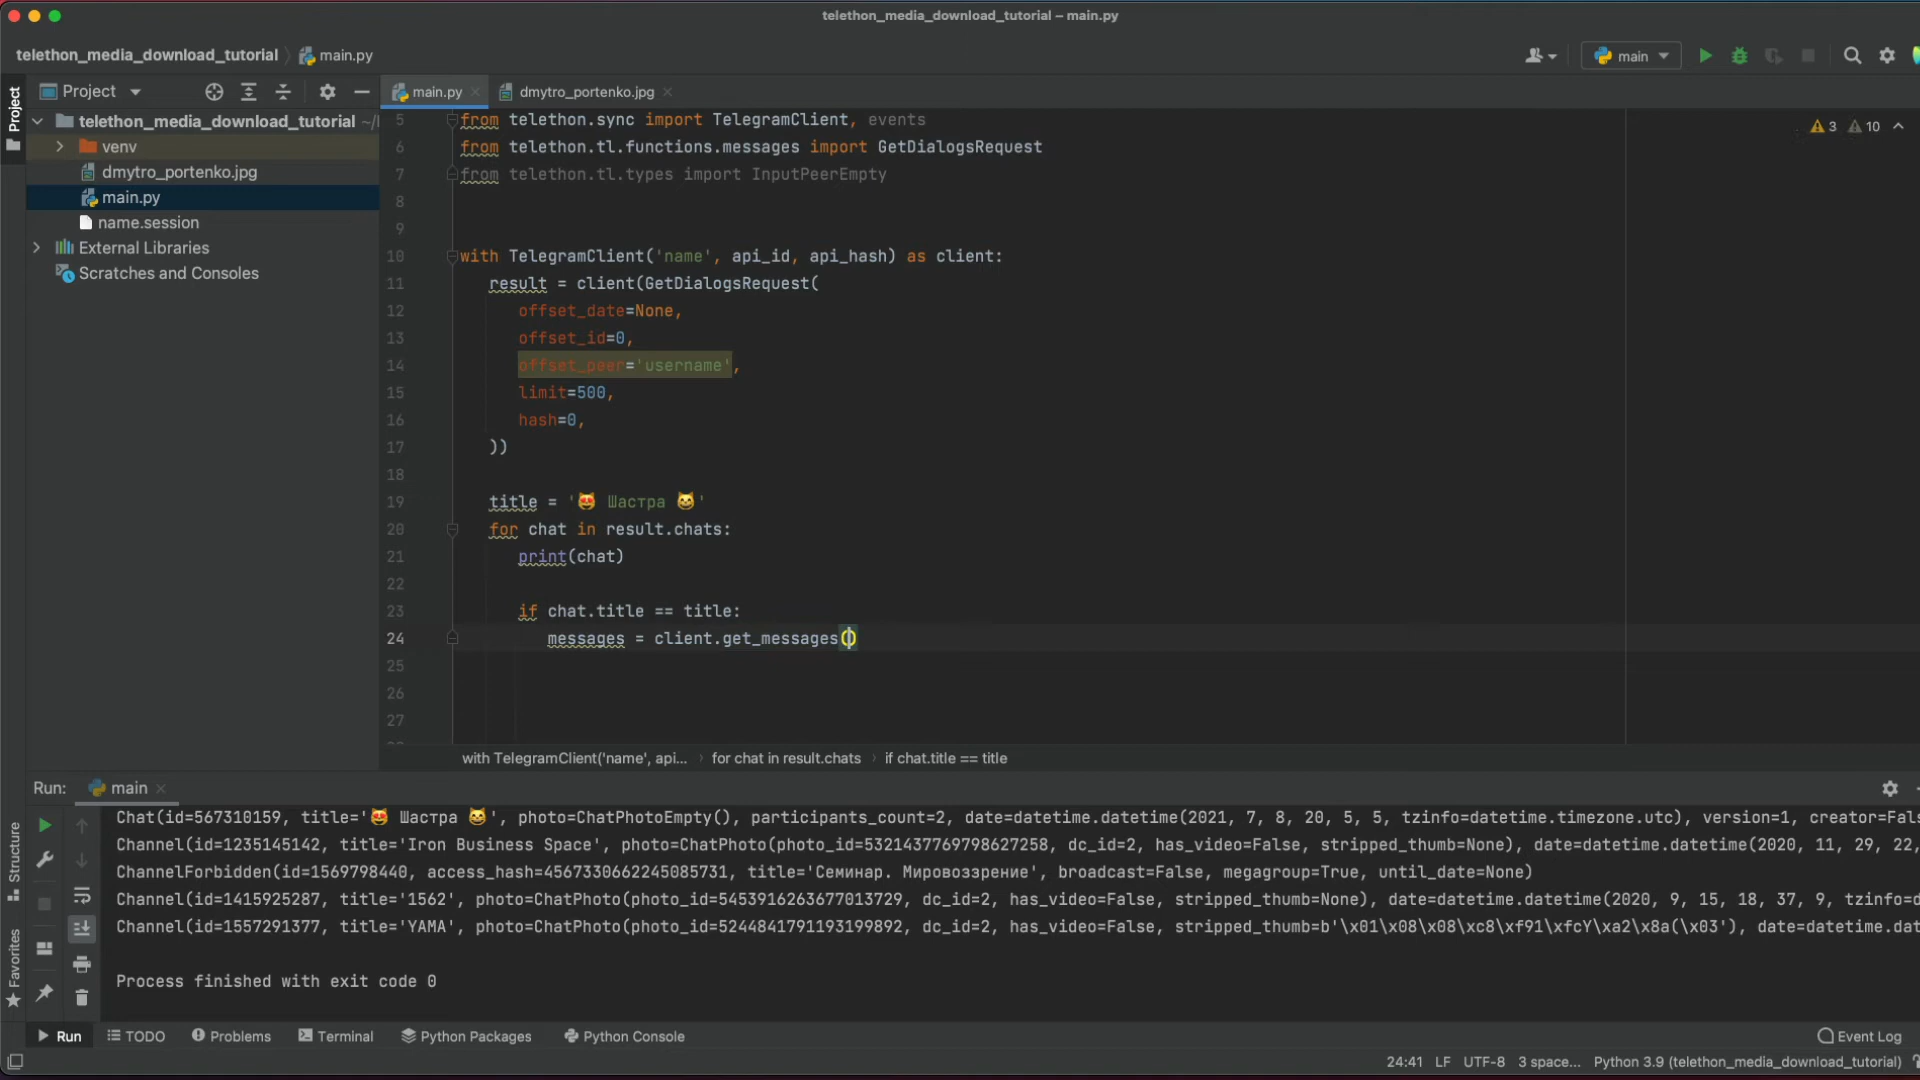 telethon_media_download_tutorial – main.py
telethon_media_download_tutorial main.py
main
Project
Project
main.py
dmytro_portenko.jpg
3 10
telethon_media_download_tutorial ~/
venv
dmytro_portenko.jpg
main.py
name.session
External Libraries
Scratches and Consoles
5 from telethon.sync import TelegramClient, events
6 from telethon.tl.functions.messages import GetDialogsRequest
7 from telethon.tl.types import InputPeerEmpty
8
9
10 with TelegramClient('name', api_id, api_hash) as client:
11 result = client(GetDialogsRequest(
12 offset_date=None,
13 offset_id=0,
14 offset_peer='username',
15 limit=500,
16 hash=0,
17 ))
18
19 title = '😻 Шастра 😸'
20 for chat in result.chats:
21 print(chat)
22
23 if chat.title == title:
24 messages = client.get_messages()
25
26
27
with TelegramClient('name', api... for chat in result.chats if chat.title == title
Run: main
Chat(id=567310159, title='😻 Шастра 😸', photo=ChatPhotoEmpty(), participants_count=2, date=datetime.datetime(2021, 7, 8, 20, 5, 5, tzinfo=datetime.timezone.utc), version=1, creator=Fals
Channel(id=1235145142, title='Iron Business Space', photo=ChatPhoto(photo_id=5321437769798627258, dc_id=2, has_video=False, stripped_thumb=None), date=datetime.datetime(2020, 11, 29, 22,
ChannelForbidden(id=1569798440, access_hash=4567330662245085731, title='Семинар. Мировоззрение', broadcast=False, megagroup=True, until_date=None)
Channel(id=1415925287, title='1562', photo=ChatPhoto(photo_id=5453916263677013729, dc_id=2, has_video=False, stripped_thumb=None), date=datetime.datetime(2020, 9, 15, 18, 37, 9, tzinfo=d
Channel(id=1557291377, title='YAMA', photo=ChatPhoto(photo_id=5244841791193199892, dc_id=2, has_video=False, stripped_thumb=b'\x01\x08\x08\xc8\xf91\xfcY\xa2\x8a(\x03'), date=datetime.dat
Process finished with exit code 0
Structure
Favorites
Run TODO Problems Terminal Python Packages Python Console Event Log
24:41 LF UTF-8 3 space... Python 3.9 (telethon_media_download_tutorial)